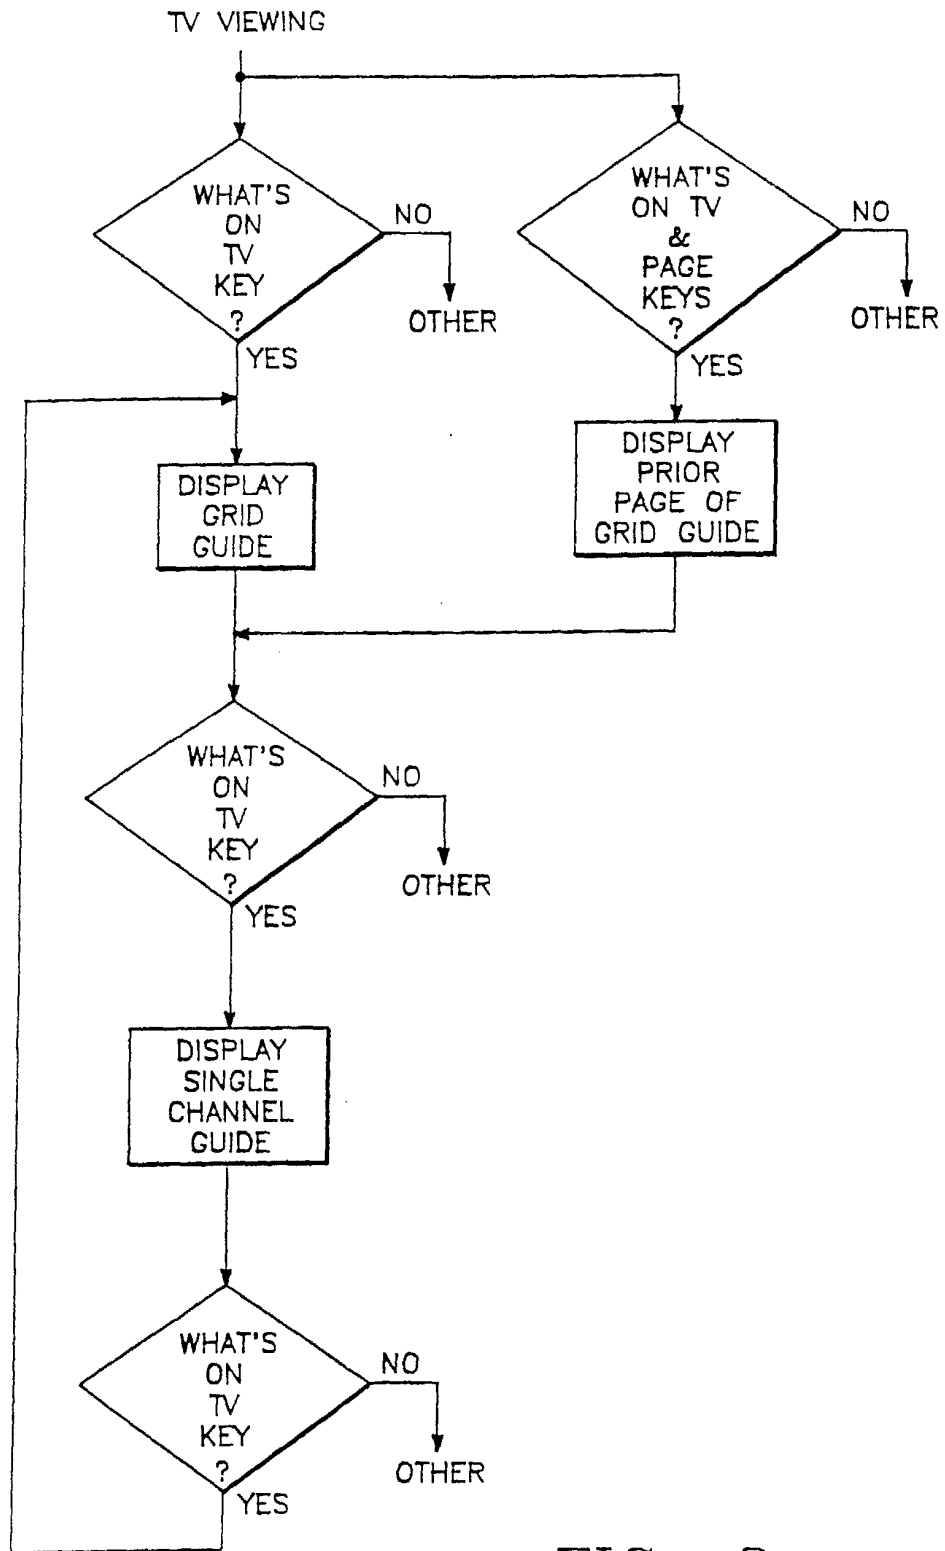 TV VIEWING
WHAT'S
ON
TV
KEY
?
NO
OTHER
YES
WHAT'S
ON TV
&
PAGE
KEYS
?
NO
OTHER
YES
DISPLAY
GRID
GUIDE
DISPLAY
PRIOR
PAGE OF
GRID GUIDE
WHAT'S
ON
TV
KEY
?
NO
OTHER
YES
DISPLAY
SINGLE
CHANNEL
GUIDE
WHAT'S
ON
TV
KEY
?
NO
OTHER
YES